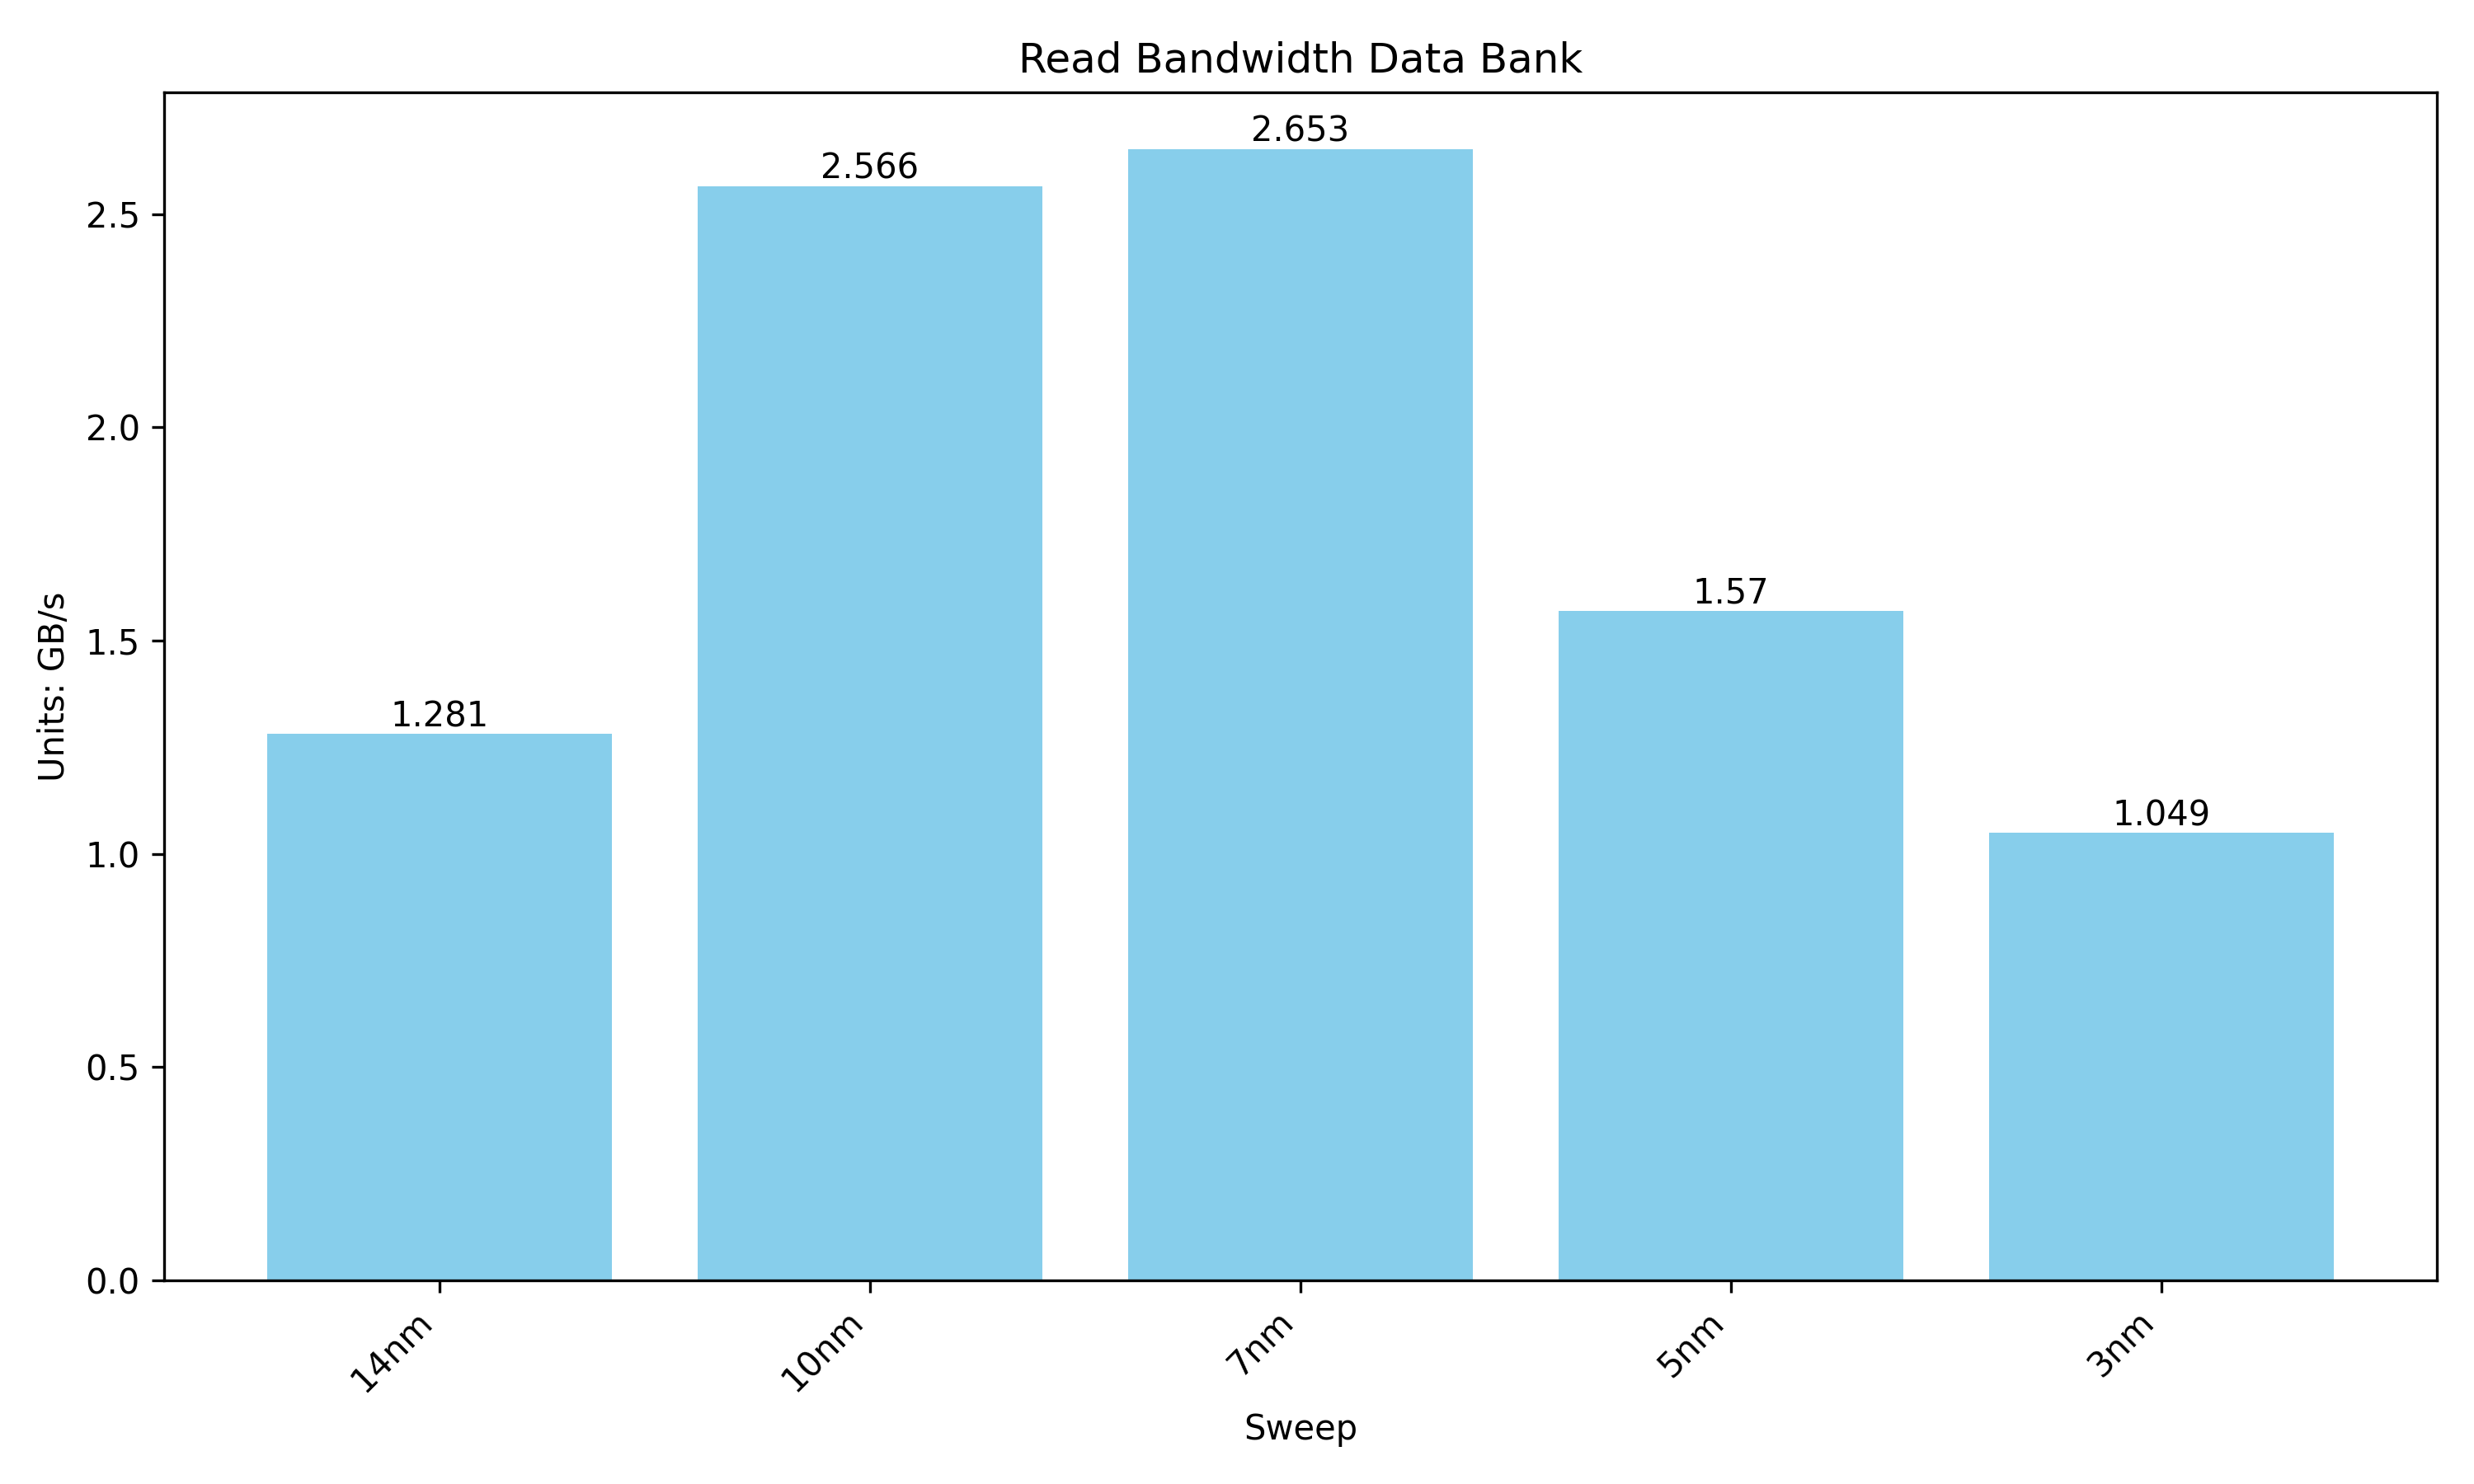 Read Bandwidth Data Bank
Units: GB/s
2.5
2.0
1.5
1.0
0.5
0.0
1.281
2.566
2.653
1.57
1.049
14nm
10nm
7nm
5nm
3nm
Sweep